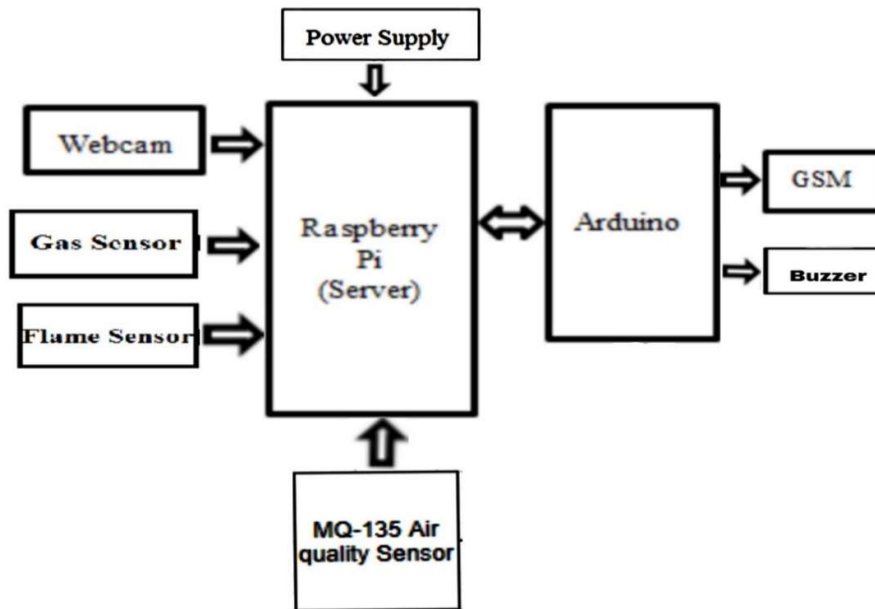 Power Supply
Webcam
Gas Sensor
Flame Sensor
Raspberry
Pi
(Server)
Arduino
GSM
Buzzer
MQ-135 Air
quality Sensor